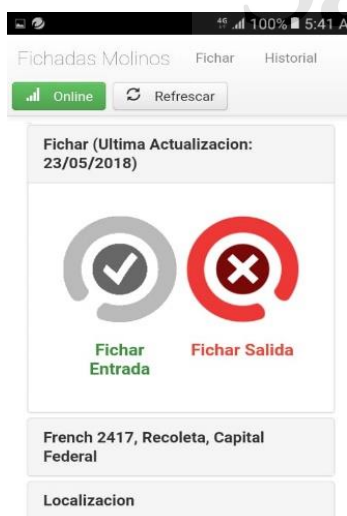 4G 100% 5:41 A
Fichadas Molinos Fichar Historial
Online Refrescar
Fichar (Ultima Actualizacion:
23/05/2018)
Fichar
Entrada
Fichar Salida
French 2417, Recoleta, Capital
Federal
Localizacion